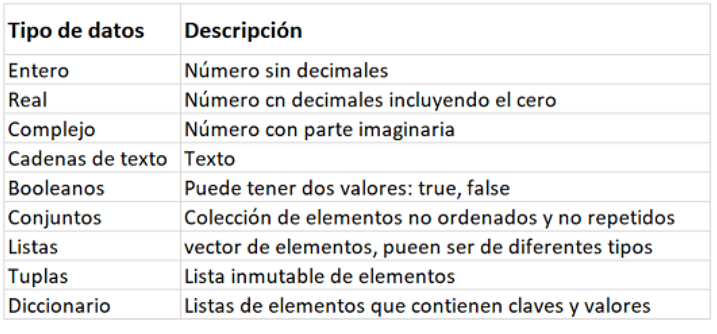 Tipo de datos Descripción
Entero Número sin decimales
Real Número cn decimales incluyendo el cero
Complejo Número con parte imaginaria
Cadenas de texto Texto
Booleanos Puede tener dos valores: true, false
Conjuntos Colección de elementos no ordenados y no repetidos
Listas vector de elementos, pueen ser de diferentes tipos
Tuplas Lista inmutable de elementos
Diccionario Listas de elementos que contienen claves y valores